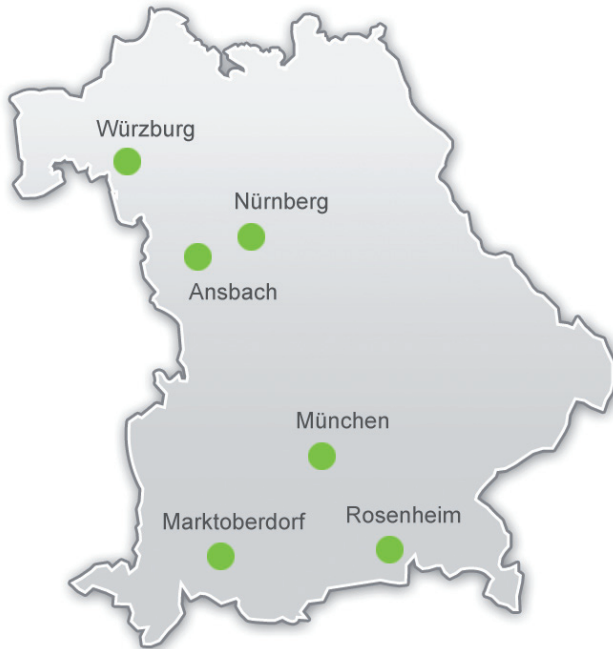 Würzburg
Nürnberg
Ansbach
München
Marktoberdorf
Rosenheim